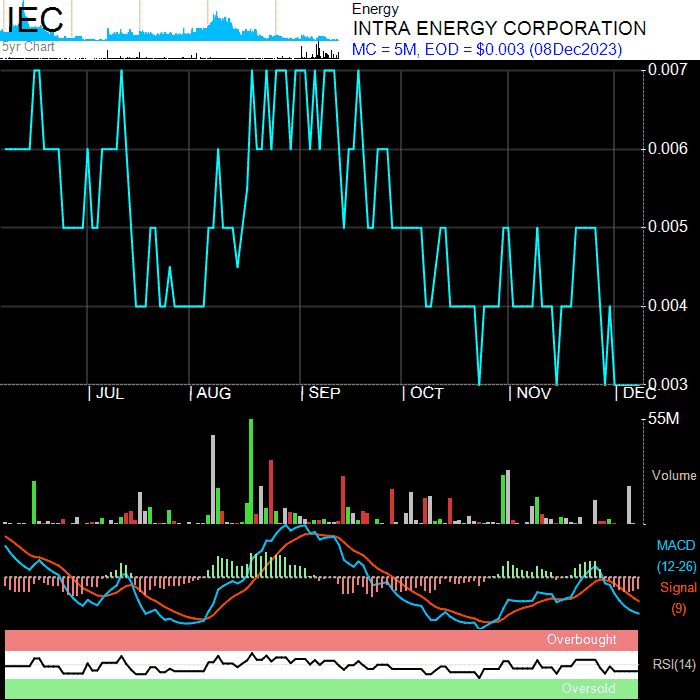 IEC
5yr Chart
Energy
INTRA ENERGY CORPORATION
MC = 5M, EOD = $0.003 (08Dec2023)
0.007
0.006
0.005
0.004
0.003
JUL
AUG
SEP
OCT
NOV
DEC
55M
Volume
MACD
(12-26)
Signal
(9)
Overbought
RSI(14)
Oversold